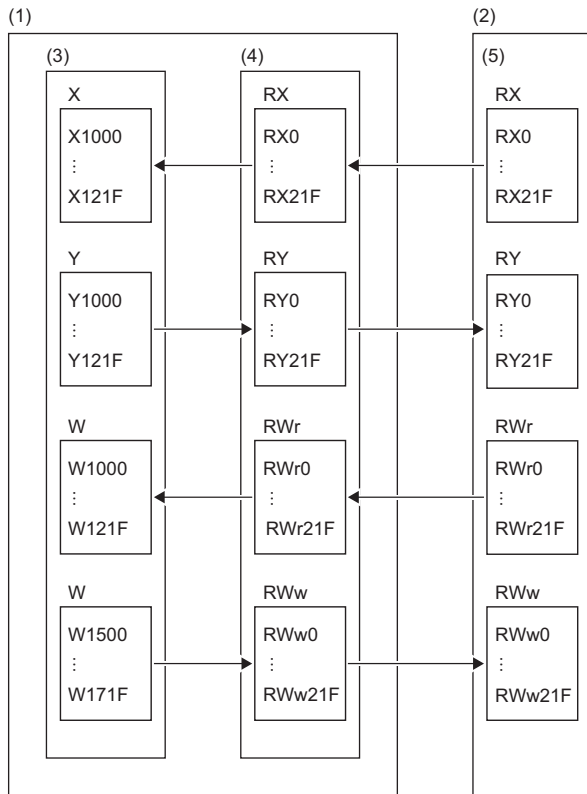 (1)
(2)
(3)
(4)
(5)
X
RX
RX
X1000
RX0
RX0
⋮
⋮
⋮
X121F
RX21F
RX21F
Y
RY
RY
Y1000
RY0
RY0
⋮
⋮
⋮
Y121F
RY21F
RY21F
W
RWr
RWr
W1000
RWr0
RWr0
⋮
⋮
⋮
W121F
RWr21F
RWr21F
W
RWw
RWw
W1500
RWw0
RWw0
⋮
⋮
⋮
W171F
RWw21F
RWw21F